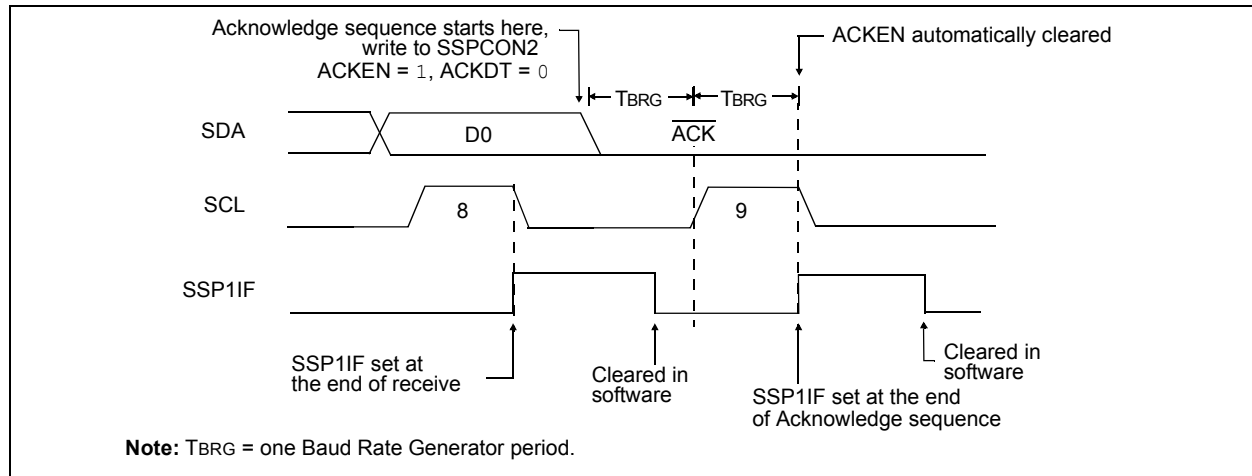 Acknowledge sequence starts here,
write to SSPCON2
ACKEN = 1, ACKDT = 0
ACKEN automatically cleared
TBRG
TBRG
SDA
D0
ACK
SCL
8
9
SSP1IF
SSP1IF set at
the end of receive
Cleared in
software
SSP1IF set at the end
of Acknowledge sequence
Cleared in
software
Note: TBRG = one Baud Rate Generator period.